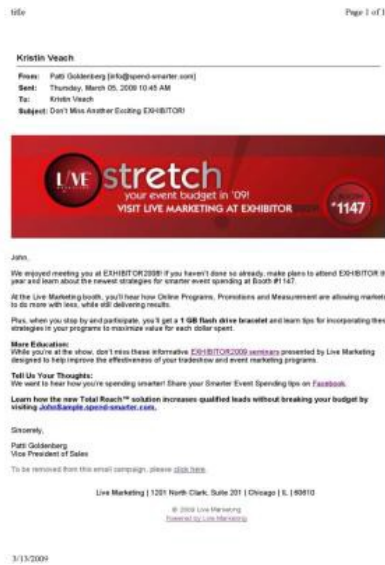 title Page 1 of 1
Kristin Veach
From: Patti Goldenberg [info@spend-smarter.com]
Sent: Thursday, March 05, 2009 10:45 AM
To: Kristin Veach
Subject: Don't Miss Another Exciting EXHIBITOR!
L!VE
stretch
your event budget in '09!
VISIT LIVE MARKETING AT EXHIBITOR2009
#1147
John,
We enjoyed meeting you at EXHIBITOR2008! If you haven't done so already, make plans to attend EXHIBITOR th
year and learn about the newest strategies for smarter event spending at Booth #1147.
At the Live Marketing booth, you'll hear how Online Programs, Promotions and Measurement are allowing markete
to do more with less, while still delivering results.
Plus, when you stop by and participate, you'll get a 1 GB flash drive bracelet and learn tips for incorporating thes
strategies in your programs to maximize value for each dollar spent.
More Education:
While you're at the show, don't miss these informative EXHIBITOR2009 seminars presented by Live Marketing
designed to help improve the effectiveness of your tradeshow and event marketing programs.
Tell Us Your Thoughts:
We want to hear how you're spending smarter! Share your Smarter Event Spending tips on Facebook.
Learn how the new Total Reach™ solution increases qualified leads without breaking your budget by
visiting JohnSample.spend-smarter.com.
Sincerely,
Patti Goldenberg
Vice President of Sales
To be removed from this email campaign, please click here.
Live Marketing | 1201 North Clark, Suite 201 | Chicago | IL | 60610
© 2009 Live Marketing
Powered by Live Marketing
3/13/2009